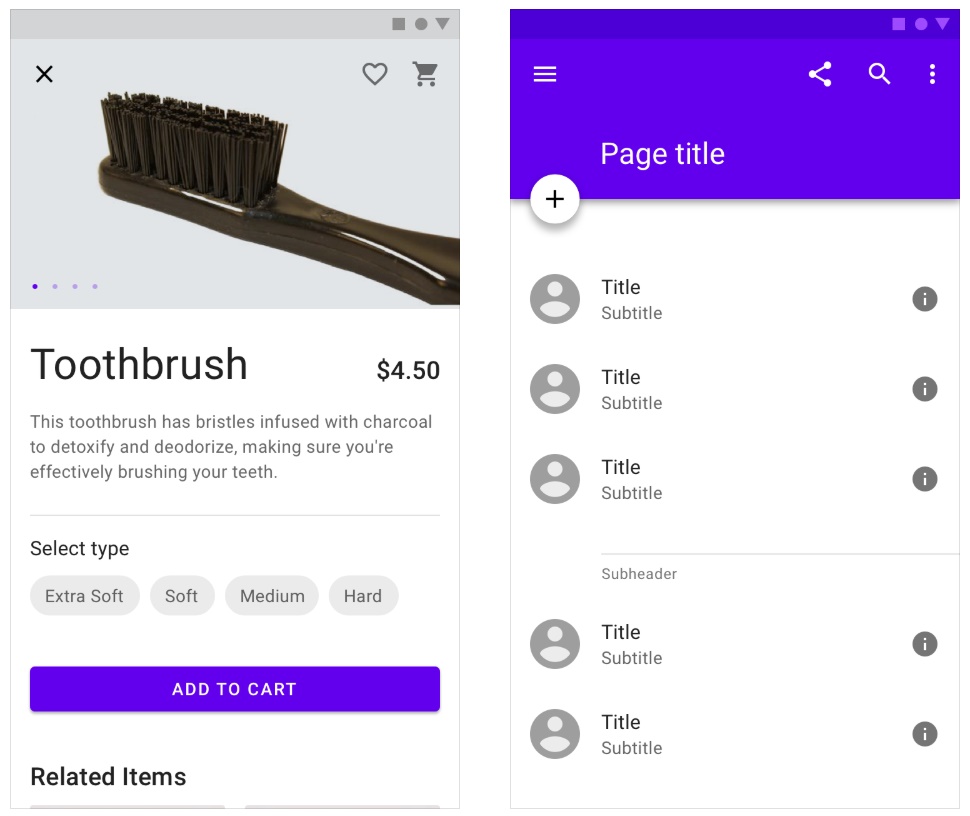 Toothbrush
$4.50
This toothbrush has bristles infused with charcoal
to detoxify and deodorize, making sure you're
effectively brushing your teeth.
Select type
Extra Soft
Soft
Medium
Hard
ADD TO CART
Related Items
Page title
Title
Subtitle
Title
Subtitle
Title
Subtitle
Subheader
Title
Subtitle
Title
Subtitle